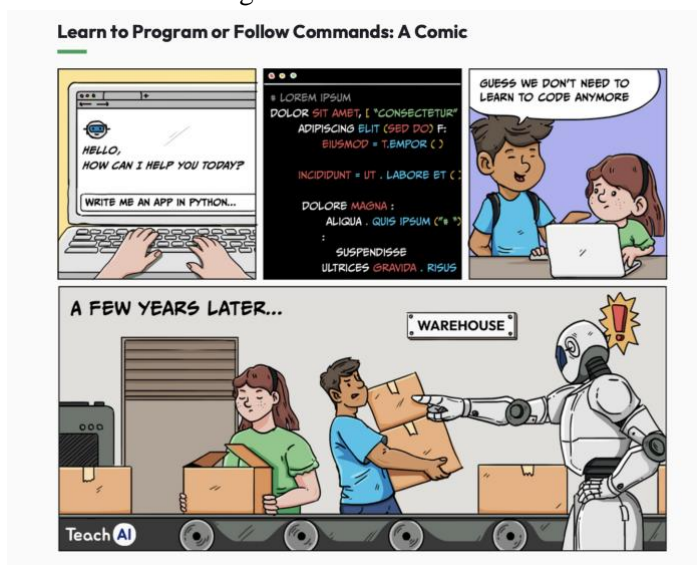 Learn to Program or Follow Commands: A Comic
HELLO,
HOW CAN I HELP YOU TODAY?
WRITE ME AN APP IN PYTHON...
# LOREM IPSUM
DOLOR SIT AMET, [ "CONSECTETUR"
ADIPISCING ELIT (SED DO) F:
EIUSMOD = T.EMPOR ( )
INCIDIDUNT = UT . LABORE ET (
DOLORE MAGNA :
ALIQUA . QUIS IPSUM ("# ")
:
SUSPENDISSE
ULTRICES GRAVIDA . RISUS
GUESS WE DON'T NEED TO
LEARN TO CODE ANYMORE
A FEW YEARS LATER...
WAREHOUSE
!
Teach AI